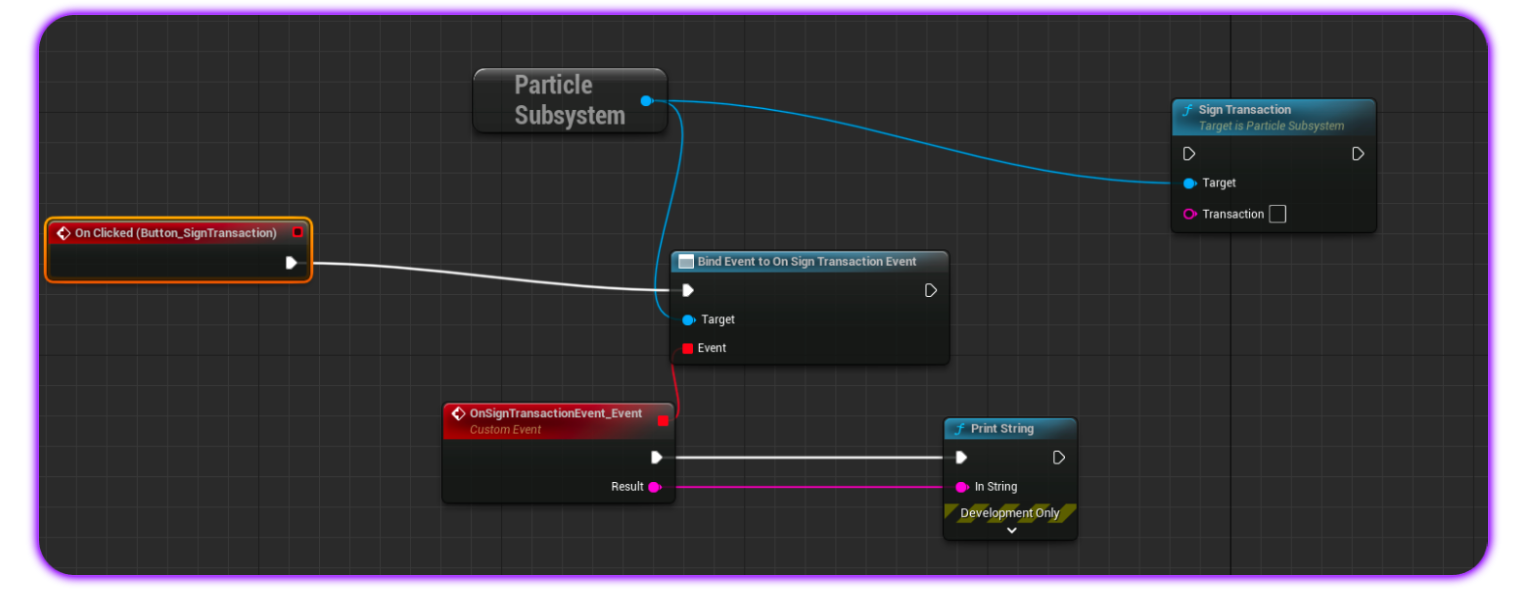 Particle
Subsystem
Sign Transaction
Target is Particle Subsystem
Target
Transaction
On Clicked (Button_SignTransaction)
Bind Event to On Sign Transaction Event
Target
Event
OnSignTransactionEvent_Event
Custom Event
Result
Print String
In String
Development Only